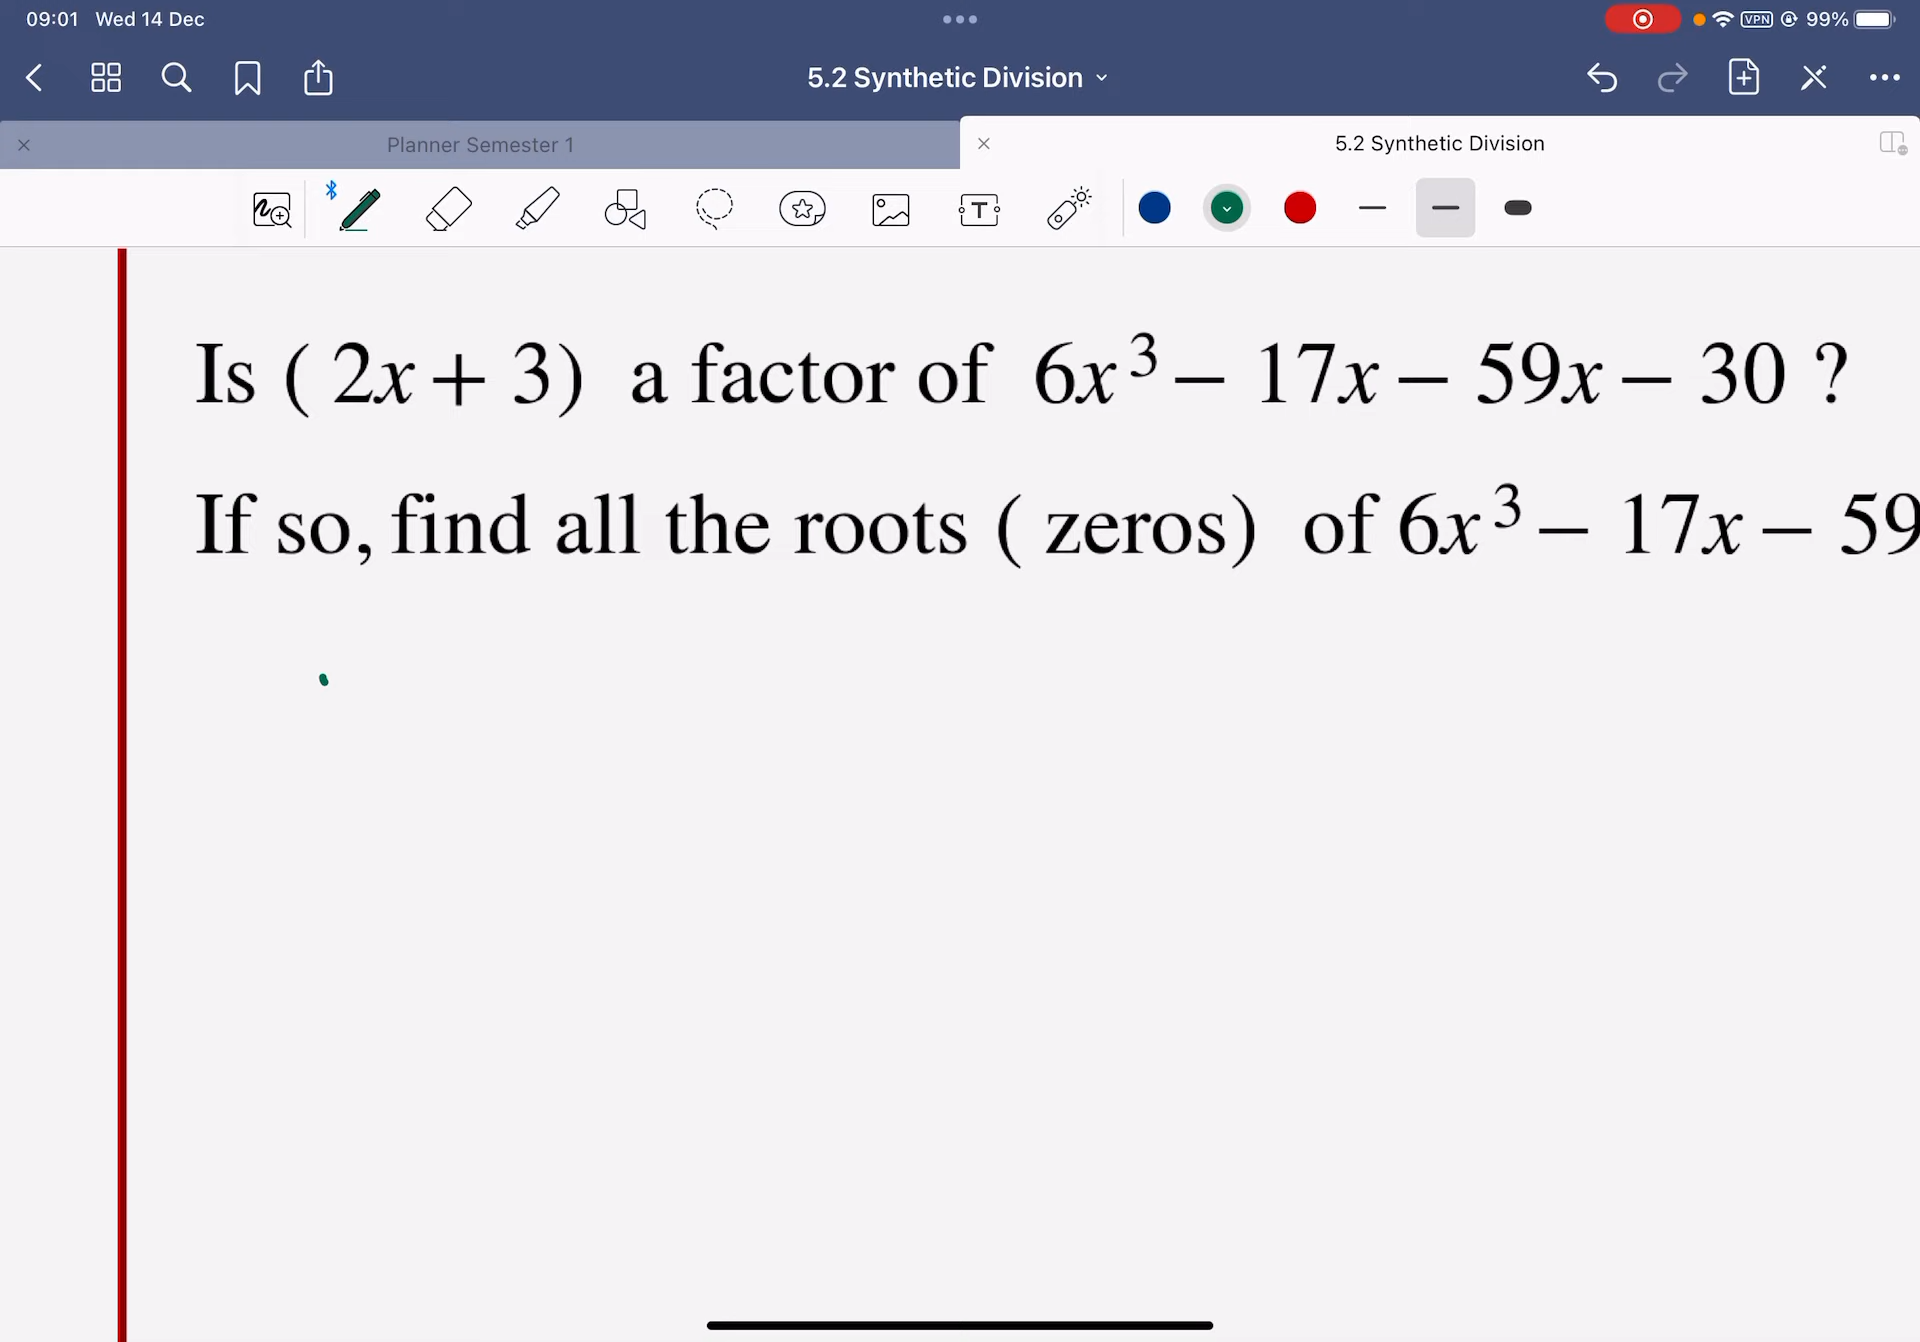 09:01 Wed 14 Dec
VPN 99%
5.2 Synthetic Division
Planner Semester 1
5.2 Synthetic Division
T
Is ( 2x + 3) a factor of 6x³ − 17x − 59x − 30 ?
If so, find all the roots ( zeros) of 6x³ − 17x − 59